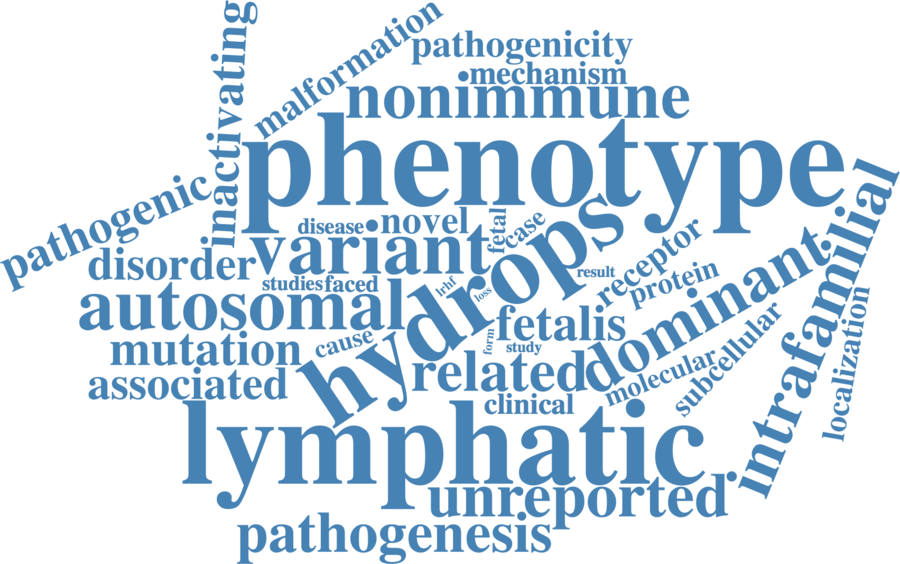 inactivating
malformation
pathogenicity
mechanism
nonimmune
phenotype
pathogenic
disease
novel
fetal
case
variant
hydrops
disorder
studies
faced
lrhf
loss
result
receptor
protein
intrafamilial
autosomal
dominant
form
fetalis
study
mutation
cause
associated
related
molecular
subcellular
localization
clinical
lymphatic
unreported
pathogenesis